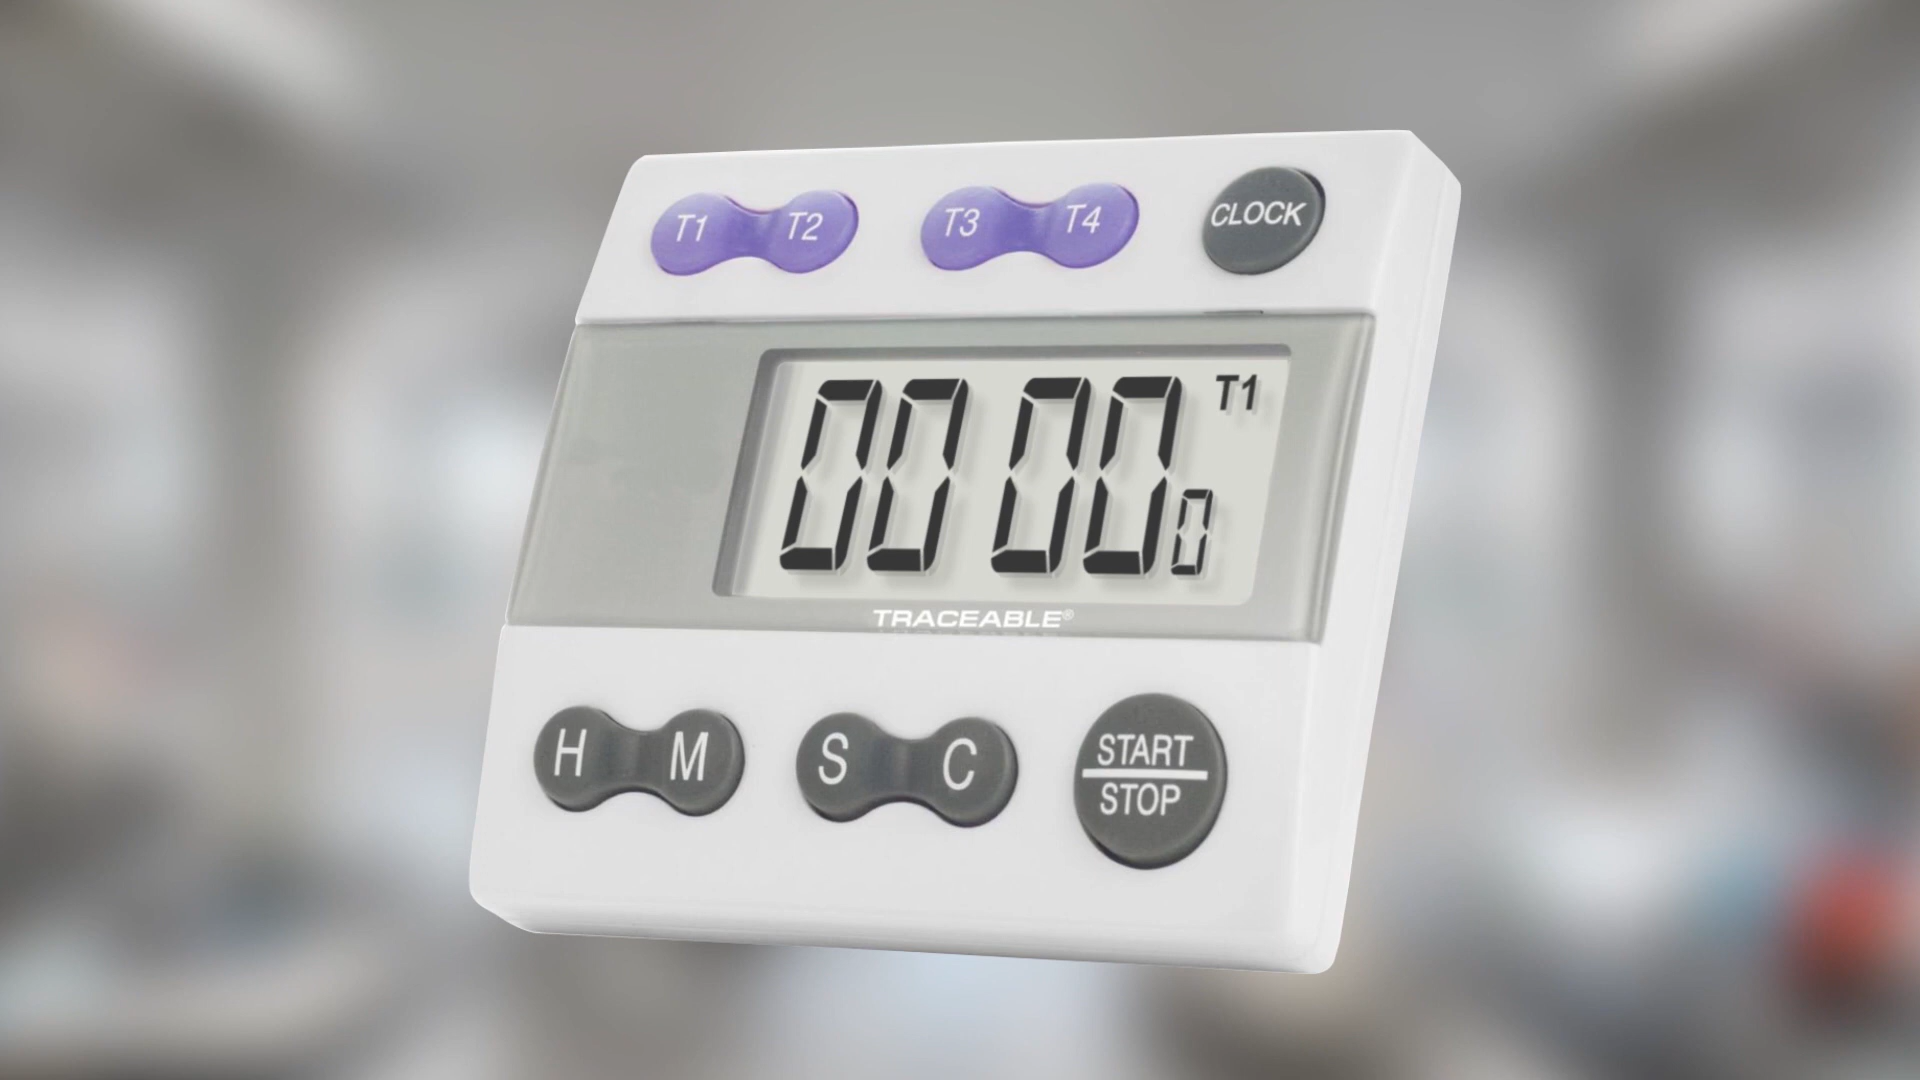 T1 T2 T3 T4 CLOCK
00 00 0 T1
TRACEABLE®
H M S C START
STOP